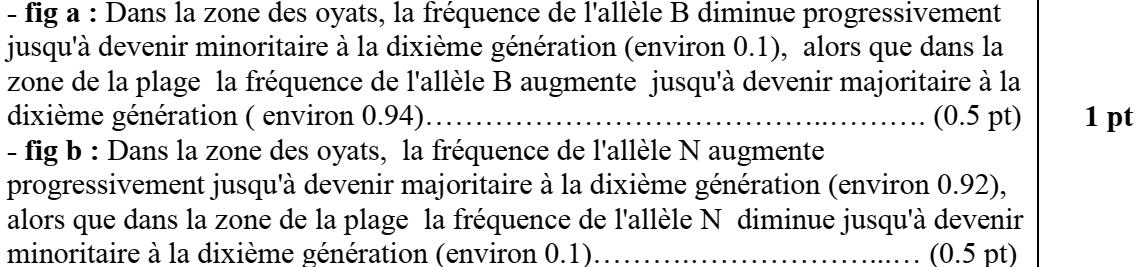 - fig a : Dans la zone des oyats, la fréquence de l'allèle B diminue progressivement
jusqu'à devenir minoritaire à la dixième génération (environ 0.1), alors que dans la
zone de la plage la fréquence de l'allèle B augmente jusqu'à devenir majoritaire à la
dixième génération ( environ 0.94)…………………………………..………. (0.5 pt)
1 pt
- fig b : Dans la zone des oyats, la fréquence de l'allèle N augmente
progressivement jusqu'à devenir majoritaire à la dixième génération (environ 0.92),
alors que dans la zone de la plage la fréquence de l'allèle N diminue jusqu'à devenir
minoritaire à la dixième génération (environ 0.1)……..………………………...… (0.5 pt)